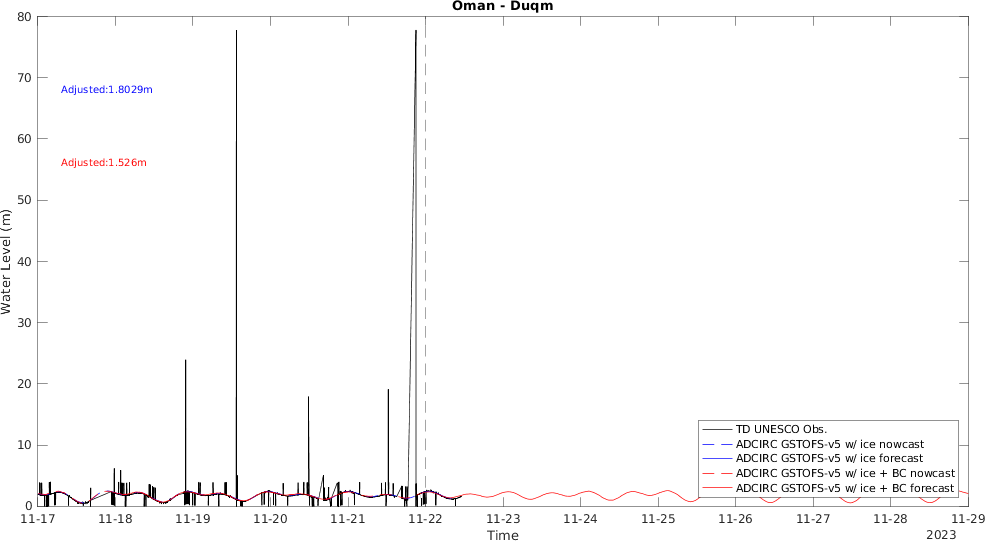 Oman - Duqm
80
70
60
50
40
30
20
10
0
Water Level (m)
Adjusted:1.8029m
Adjusted:1.526m
TD UNESCO Obs.
ADCIRC GSTOFS-v5 w/ ice nowcast
ADCIRC GSTOFS-v5 w/ ice forecast
ADCIRC GSTOFS-v5 w/ ice + BC nowcast
ADCIRC GSTOFS-v5 w/ ice + BC forecast
11-17 11-18 11-19 11-20 11-21 11-22 11-23 11-24 11-25 11-26 11-27 11-28 11-29
Time
2023